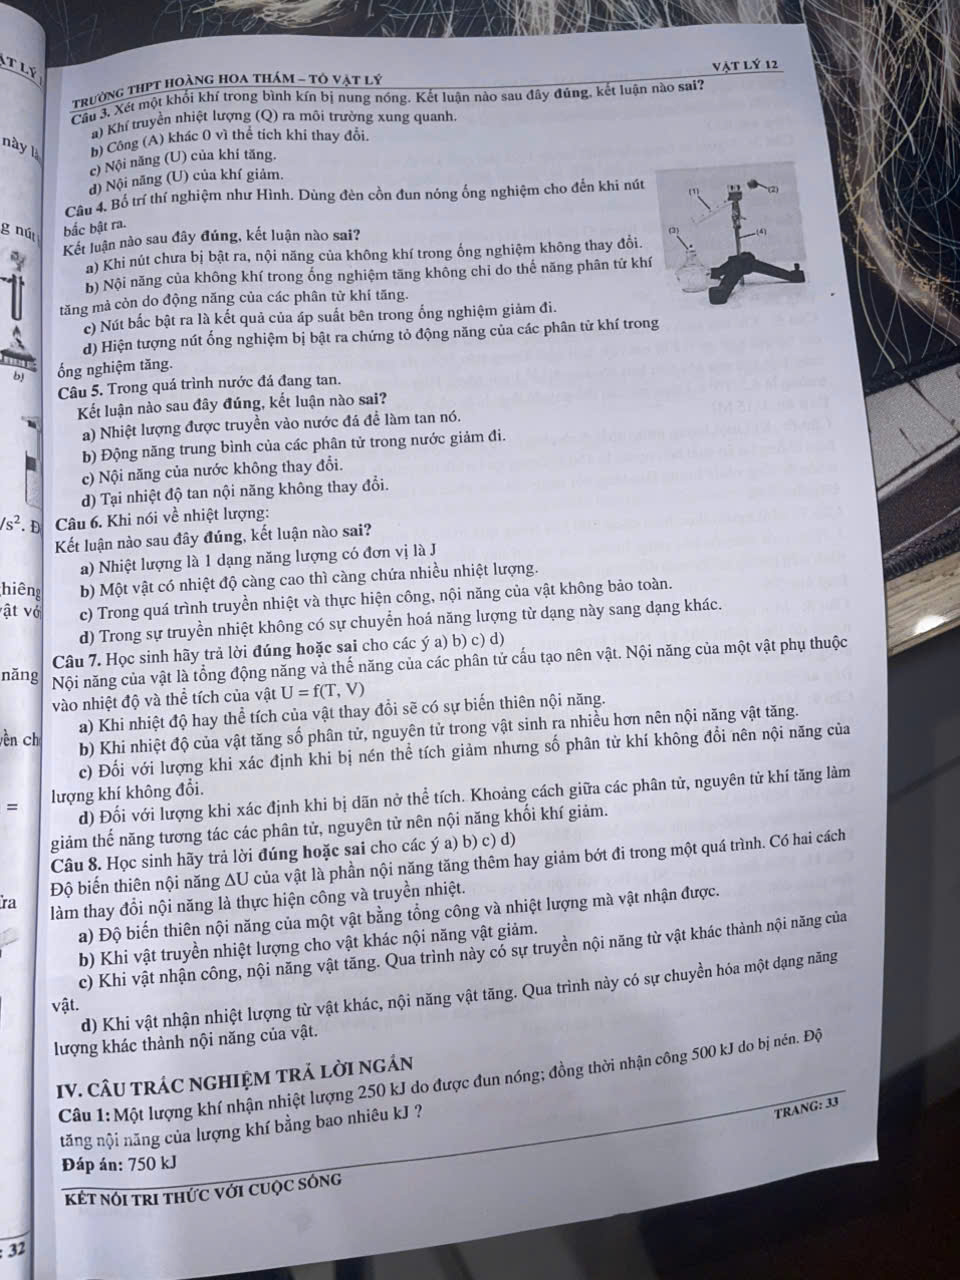 TRƯỜNG THPT HOÀNG HOA THÁM – TỔ VẬT LÝ
VẬT LÝ 12
Câu 3. Xét một khối khí trong bình kín bị nung nóng. Kết luận nào sau đây đúng, kết luận nào sai?
a) Khí truyền nhiệt lượng (Q) ra môi trường xung quanh.
b) Công (A) khác 0 vì thể tích khí thay đổi.
c) Nội năng (U) của khí tăng.
d) Nội năng (U) của khí giảm.
Câu 4. Bố trí thí nghiệm như Hình. Dùng đèn cồn đun nóng ống nghiệm cho đến khi nút
bấc bật ra.
Kết luận nào sau đây đúng, kết luận nào sai?
a) Khi nút chưa bị bật ra, nội năng của không khí trong ống nghiệm không thay đổi.
b) Nội năng của không khí trong ống nghiệm tăng không chỉ do thế năng phân tử khí
tăng mà còn do động năng của các phân tử khí tăng.
c) Nút bấc bật ra là kết quả của áp suất bên trong ống nghiệm giảm đi.
d) Hiện tượng nút ống nghiệm bị bật ra chứng tỏ động năng của các phân tử khí trong
ống nghiệm tăng.
(1)
(2)
(3)
(4)
Câu 5. Trong quá trình nước đá đang tan.
Kết luận nào sau đây đúng, kết luận nào sai?
a) Nhiệt lượng được truyền vào nước đá để làm tan nó.
b) Động năng trung bình của các phân tử trong nước giảm đi.
c) Nội năng của nước không thay đổi.
d) Tại nhiệt độ tan nội năng không thay đổi.
Câu 6. Khi nói về nhiệt lượng:
Kết luận nào sau đây đúng, kết luận nào sai?
a) Nhiệt lượng là 1 dạng năng lượng có đơn vị là J
b) Một vật có nhiệt độ càng cao thì càng chứa nhiều nhiệt lượng.
c) Trong quá trình truyền nhiệt và thực hiện công, nội năng của vật không bảo toàn.
d) Trong sự truyền nhiệt không có sự chuyển hoá năng lượng từ dạng này sang dạng khác.
Câu 7. Học sinh hãy trả lời đúng hoặc sai cho các ý a) b) c) d)
Nội năng của vật là tổng động năng và thế năng của các phân tử cấu tạo nên vật. Nội năng của một vật phụ thuộc
vào nhiệt độ và thể tích của vật U = f(T, V)
a) Khi nhiệt độ hay thể tích của vật thay đổi sẽ có sự biến thiên nội năng.
b) Khi nhiệt độ của vật tăng số phân tử, nguyên tử trong vật sinh ra nhiều hơn nên nội năng vật tăng.
c) Đối với lượng khi xác định khi bị nén thể tích giảm nhưng số phân tử khí không đổi nên nội năng của
lượng khí không đổi.
d) Đối với lượng khi xác định khi bị dãn nở thể tích. Khoảng cách giữa các phân tử, nguyên tử khí tăng làm
giảm thế năng tương tác các phân tử, nguyên tử nên nội năng khối khí giảm.
Câu 8. Học sinh hãy trả lời đúng hoặc sai cho các ý a) b) c) d)
Độ biến thiên nội năng ΔU của vật là phần nội năng tăng thêm hay giảm bớt đi trong một quá trình. Có hai cách
làm thay đổi nội năng là thực hiện công và truyền nhiệt.
a) Độ biến thiên nội năng của một vật bằng tổng công và nhiệt lượng mà vật nhận được.
b) Khi vật truyền nhiệt lượng cho vật khác nội năng vật giảm.
c) Khi vật nhận công, nội năng vật tăng. Quá trình này có sự truyền nội năng từ vật khác thành nội năng của
vật.
d) Khi vật nhận nhiệt lượng từ vật khác, nội năng vật tăng. Quá trình này có sự chuyển hóa một dạng năng
lượng khác thành nội năng của vật.
IV. CÂU TRẮC NGHIỆM TRẢ LỜI NGẮN
Câu 1: Một lượng khí nhận nhiệt lượng 250 kJ do được đun nóng; đồng thời nhận công 500 kJ do bị nén. Độ
tăng nội năng của lượng khí bằng bao nhiêu kJ ?
Đáp án: 750 kJ
TRANG: 33
KẾT NỐI TRI THỨC VỚI CUỘC SỐNG
này
g nút
b)
/s². Đ
năng
=
: 32